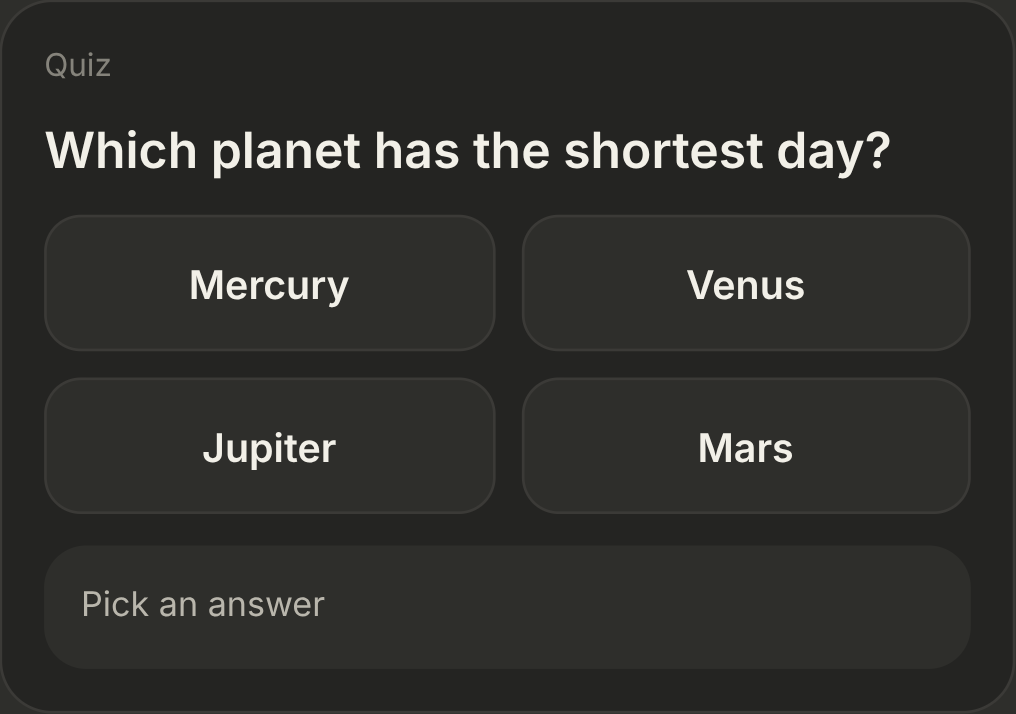 Quiz
Which planet has the shortest day?
Mercury
Venus
Jupiter
Mars
Pick an answer